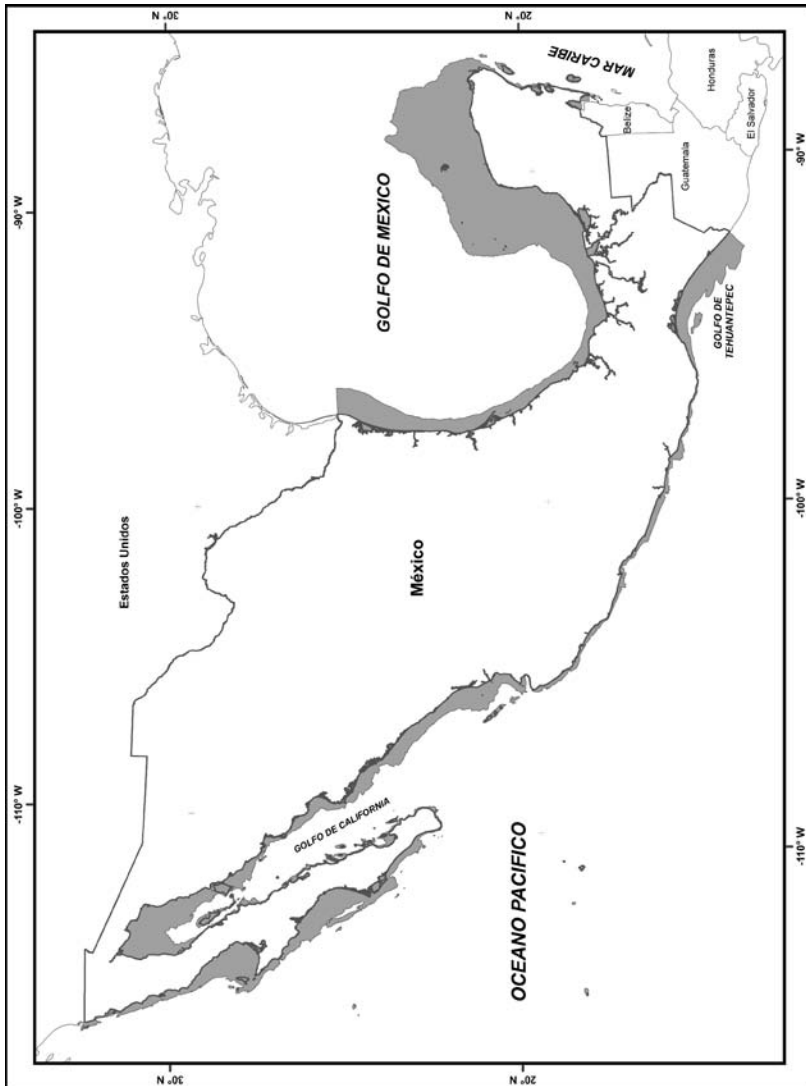 -110° W
-100° W
-90° W
30° N
30° N
Estados Unidos
GOLFO DE MEXICO
GOLFO DE CALIFORNIA
México
20° N
20° N
OCEANO PACIFICO
MAR CARIBE
Belize
Guatemala
Honduras
El Salvador
GOLFO DE
TEHUANTEPEC
-110° W
-100° W
-90° W